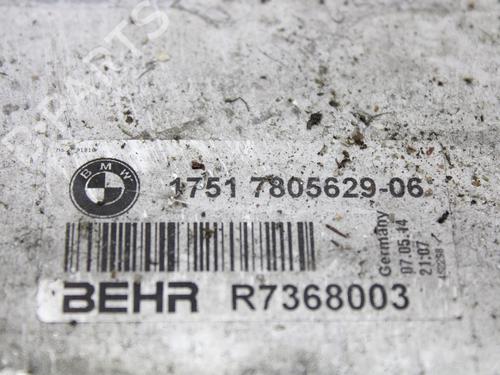 BMW
1751 7805629-06
BEHR R7368003
Germany
07.05.14
21:07